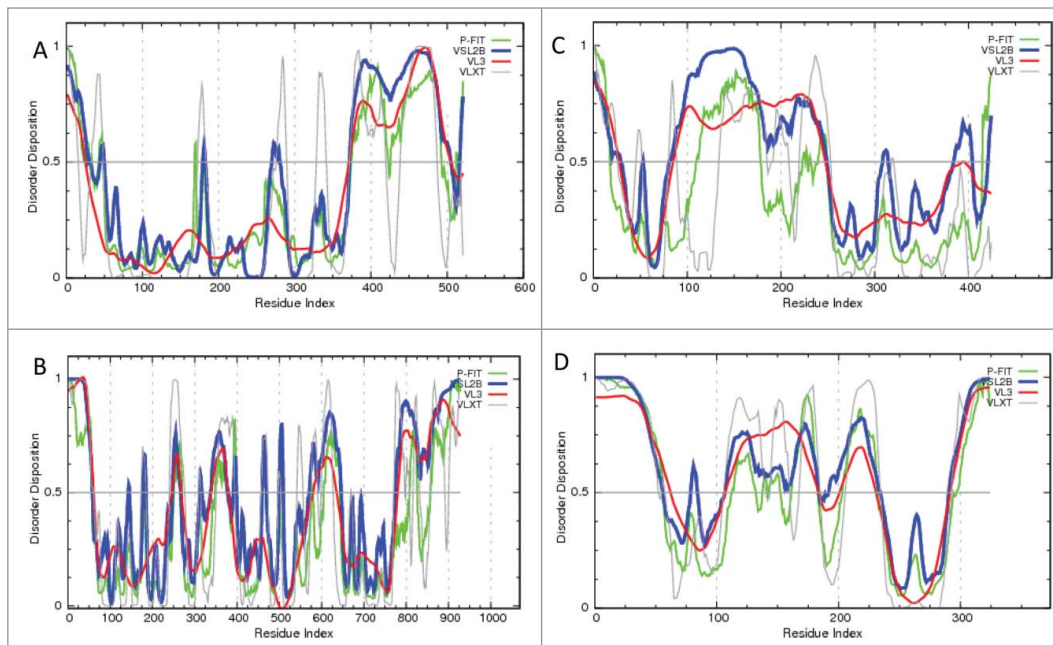 A
P-FIT
VSL2B
VL3
VLXT
1
0.5
0
Disorder Disposition
0 100 200 300 400 500 600
Residue Index
C
P-FIT
VSL2B
VL3
VLXT
1
0.5
0
Disorder Disposition
0 100 200 300 400
Residue Index
B
P-FIT
VSL2B
VL3
VLXT
1
0.5
0
Disorder Disposition
0 100 200 300 400 500 600 700 800 900 1000
Residue Index
D
P-FIT
VSL2B
VL3
VLXT
1
0.5
0
Disorder Disposition
0 100 200 300
Residue Index